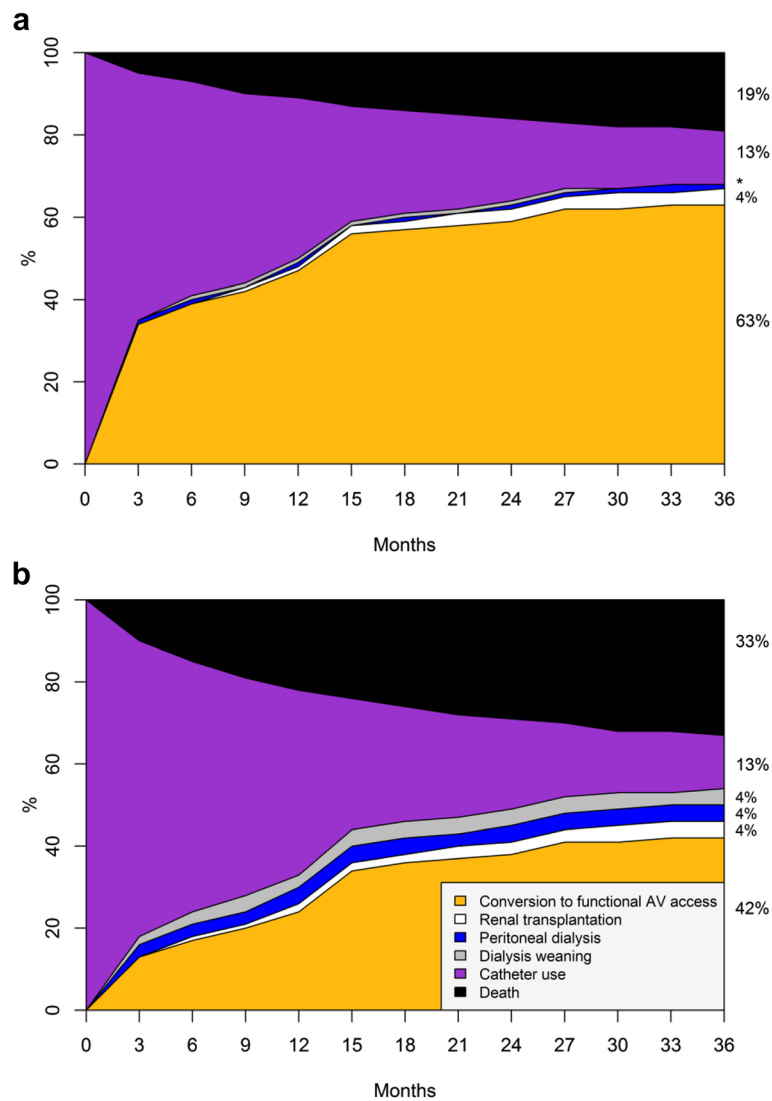 a
100
80
60
40
20
0
%
19%
13%
*
4%
63%
0 3 6 9 12 15 18 21 24 27 30 33 36
Months
b
100
80
60
40
20
0
%
33%
13%
4%
4%
4%
42%
Conversion to functional AV access
Renal transplantation
Peritoneal dialysis
Dialysis weaning
Catheter use
Death
0 3 6 9 12 15 18 21 24 27 30 33 36
Months